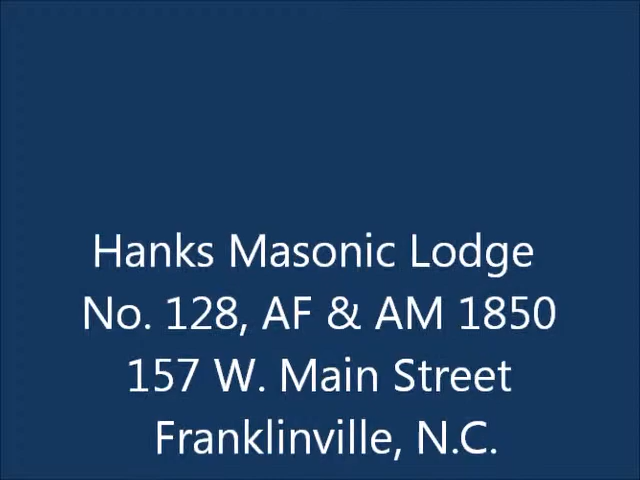 Hanks Masonic Lodge
No. 128, AF & AM 1850
157 W. Main Street
Franklinville, N.C.